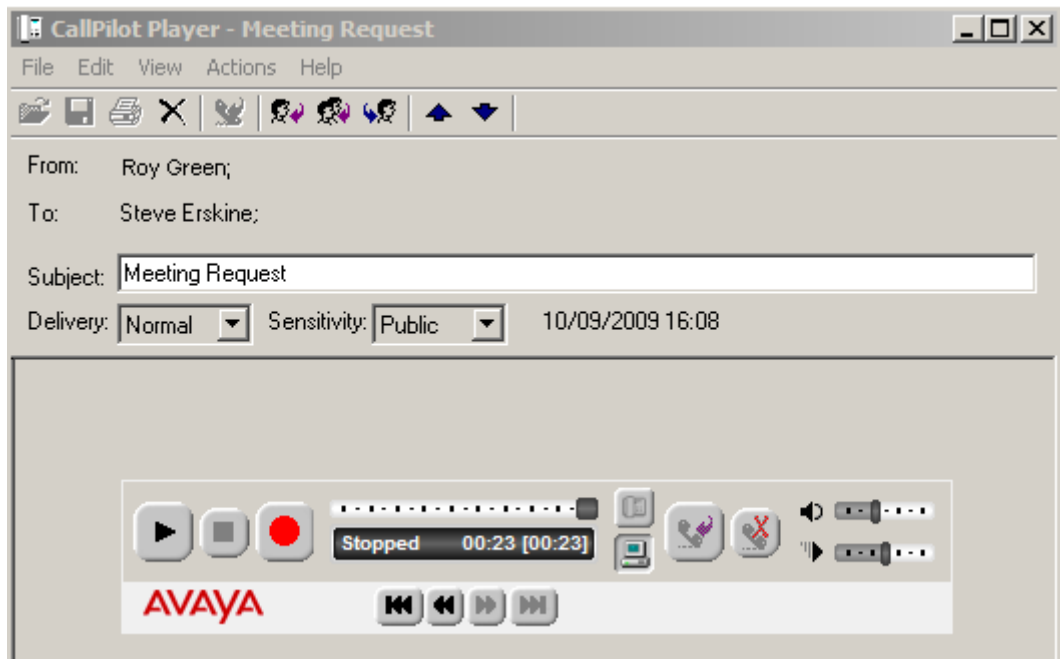 CallPilot Player - Meeting Request
File Edit View Actions Help
From: Roy Green;
To: Steve Erskine;
Subject: Meeting Request
Delivery: Normal Sensitivity: Public 10/09/2009 16:08
Stopped 00:23 [00:23]
AVAYA